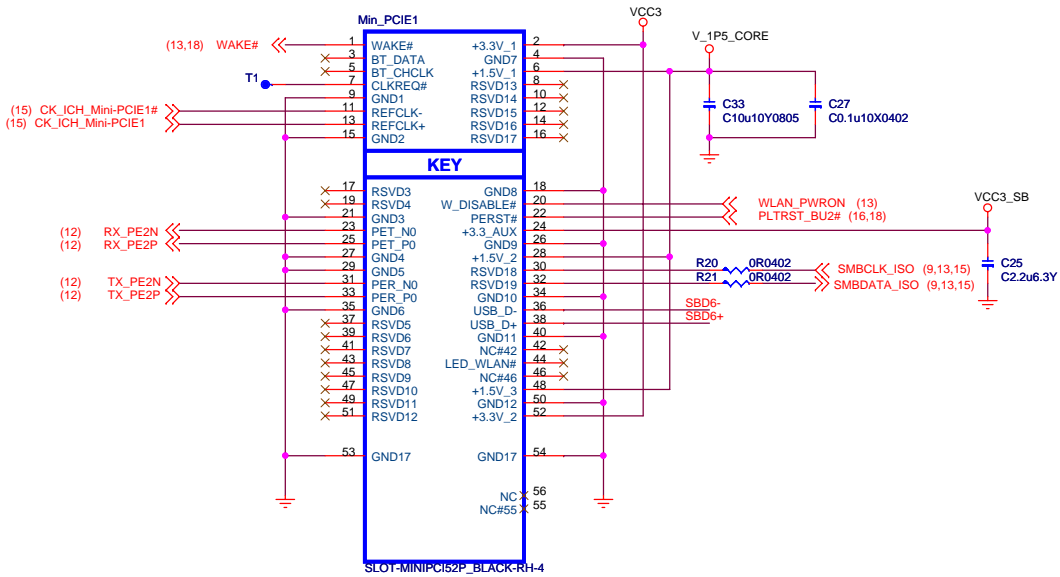 Min_PCIE1
VCC3
V_1P5_CORE
(13,18) WAKE# 1 WAKE# +3.3V_1 2
3 BT_DATA GND7 4
5 BT_CHCLK +1.5V_1 6
T1 7 CLKREQ# RSVD13 8
9 GND1 RSVD14 10
(15) CK_ICH_Mini-PCIE1# 11 REFCLK- RSVD15 12
(15) CK_ICH_Mini-PCIE1 13 REFCLK+ RSVD16 14
15 GND2 RSVD17 16
C33
C10u10Y0805
C27
C0.1u10X0402
KEY
17 RSVD3 GND8 18
19 RSVD4 W_DISABLE# 20 WLAN_PWRON (13)
21 GND3 PERST# 22 PLTRST_BU2# (16,18)
VCC3_SB
(12) RX_PE2N 23 PET_N0 +3.3_AUX 24
(12) RX_PE2P 25 PET_P0 GND9 26
27 GND4 +1.5V_2 28
29 GND5 RSVD18 30 R20 0R0402 SMBCLK_ISO (9,13,15)
(12) TX_PE2N 31 PER_N0 RSVD19 32 R21 0R0402 SMBDATA_ISO (9,13,15)
C25
C2.2u6.3Y
(12) TX_PE2P 33 PER_P0 GND10 34
35 GND6 USB_D- 36 SBD6-
37 RSVD5 USB_D+ 38 SBD6+
39 RSVD6 GND11 40
41 RSVD7 NC#42 42
43 RSVD8 LED_WLAN# 44
45 RSVD9 NC#46 46
47 RSVD10 +1.5V_3 48
49 RSVD11 GND12 50
51 RSVD12 +3.3V_2 52
53 GND17 GND17 54
NC 56
NC#55 55
SLOT-MINIPCI52P_BLACK-RH-4